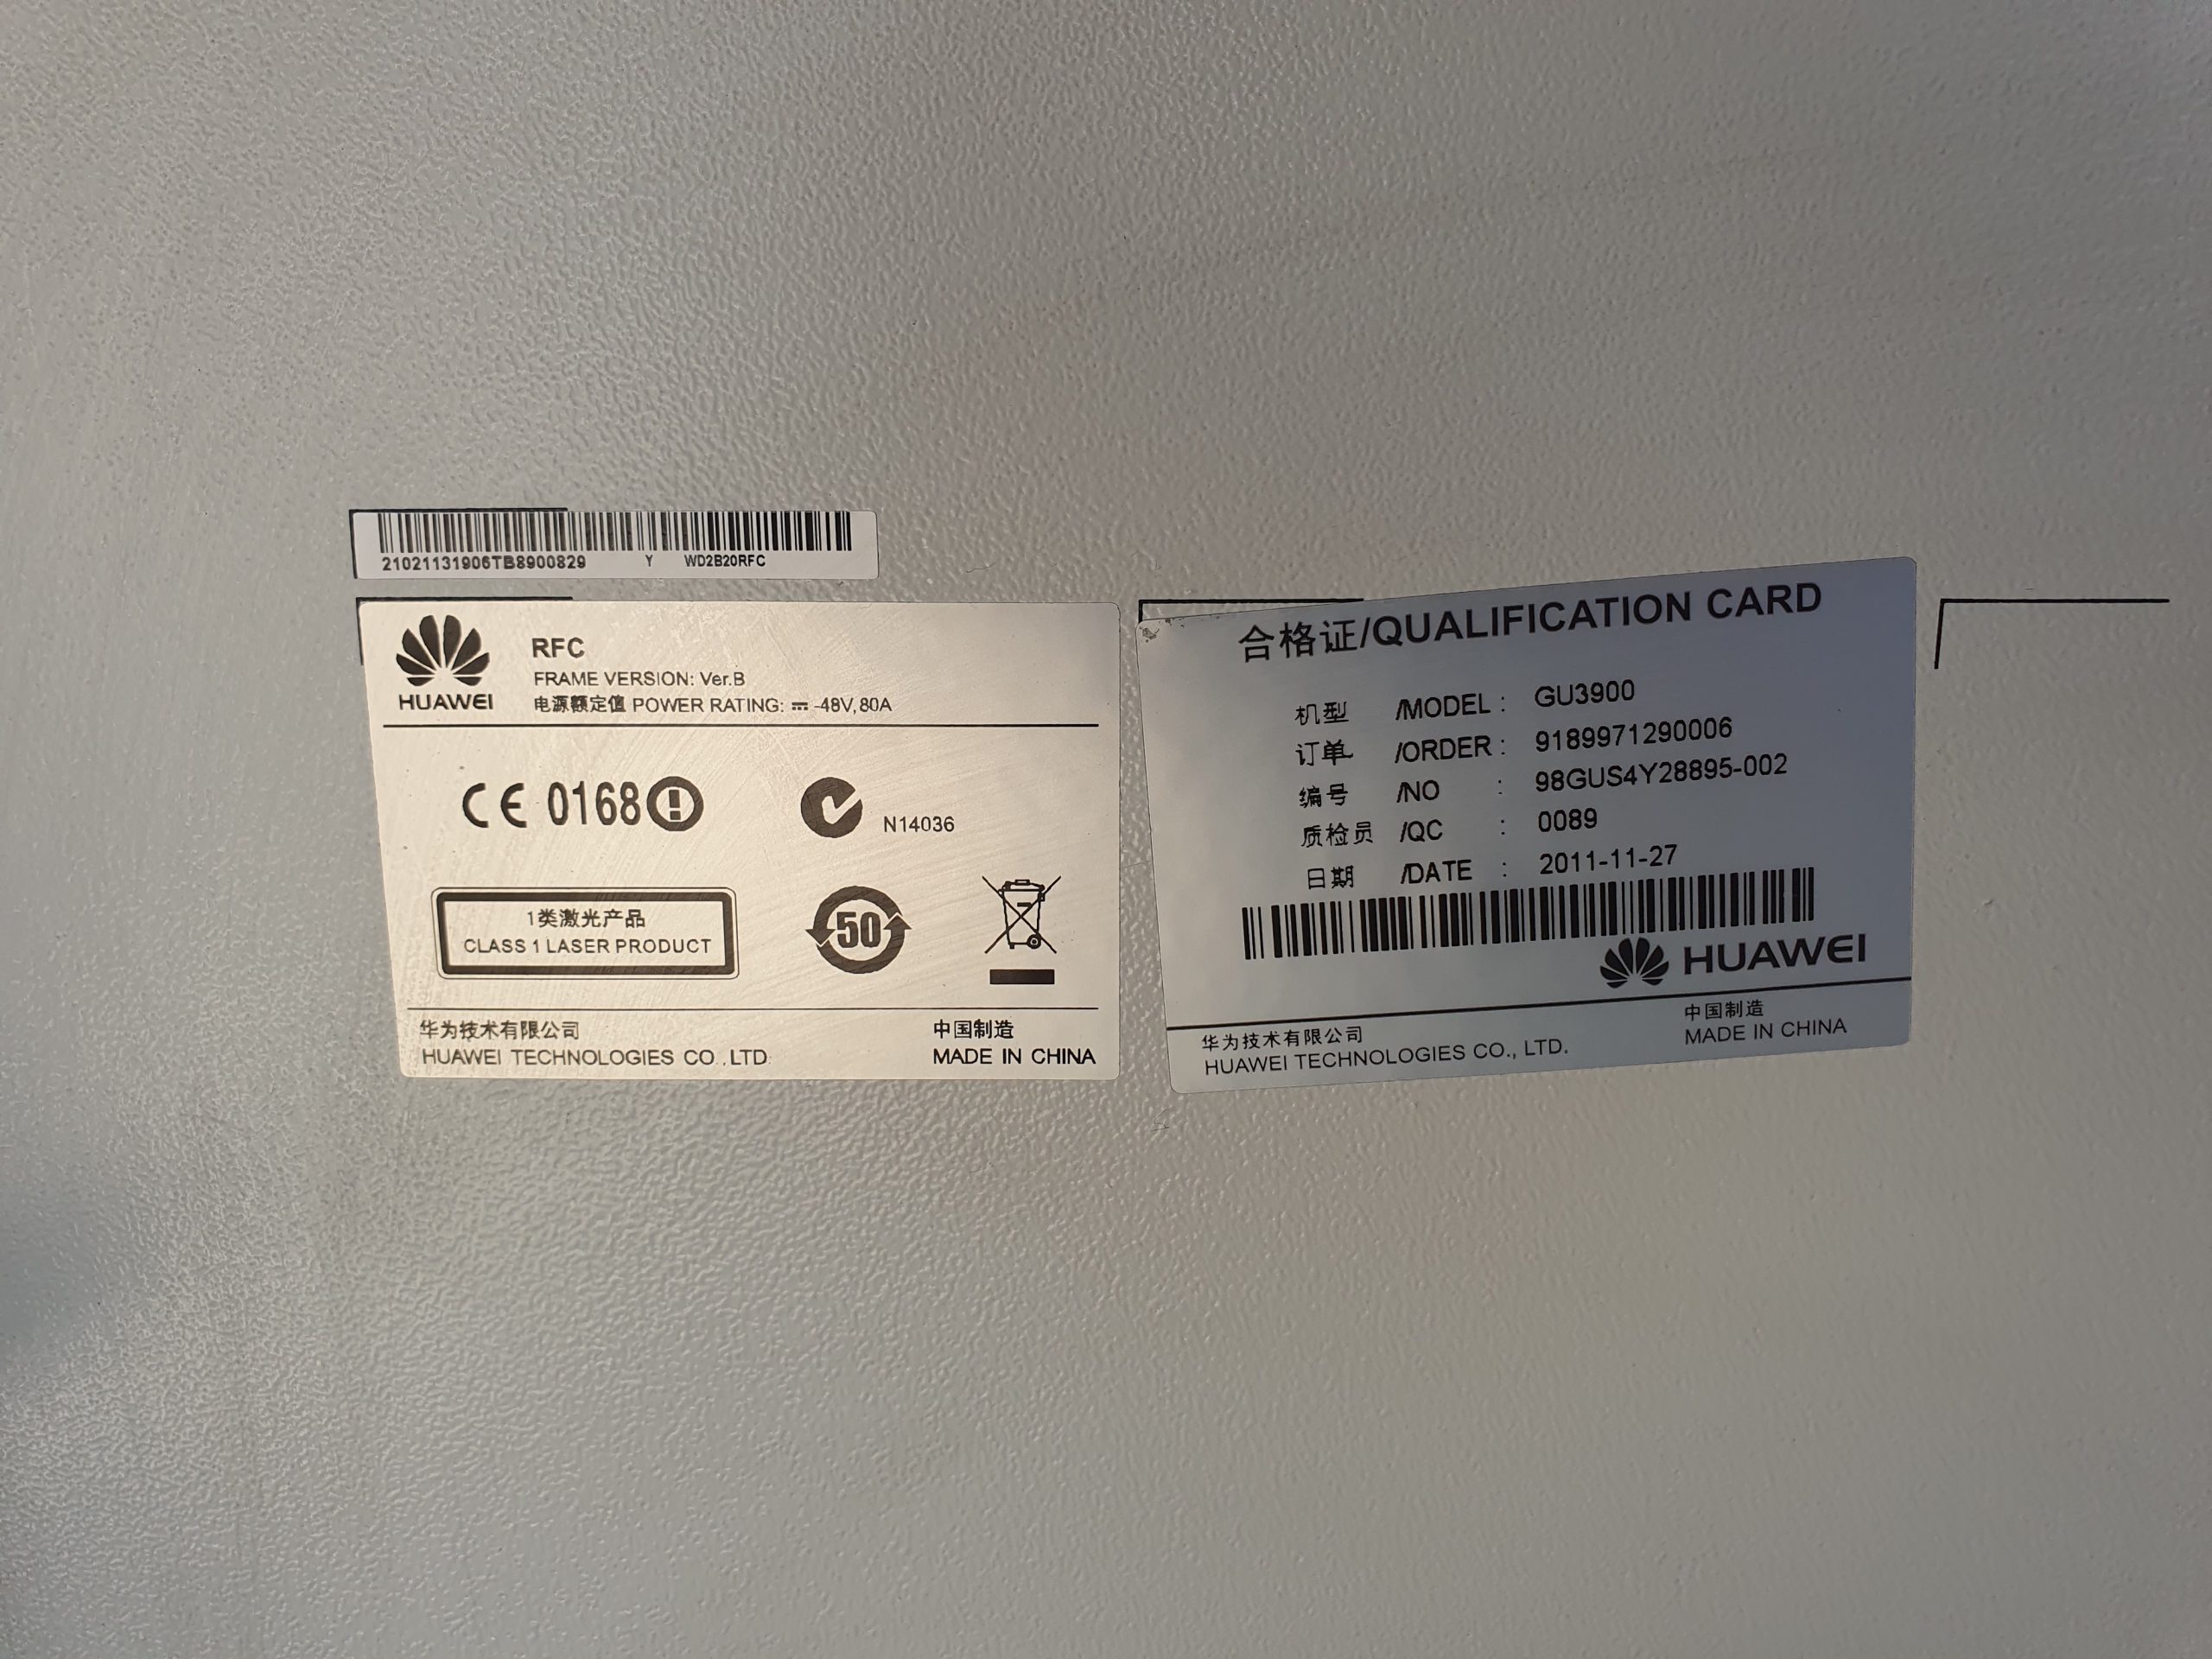 21021131906TB8900829 Y WD2B20RFC
HUAWEI
RFC
FRAME VERSION: Ver.B
电源额定值 POWER RATING: -48V, 80A
CE 0168
N14036
1类激光产品
CLASS 1 LASER PRODUCT
50
华为技术有限公司
HUAWEI TECHNOLOGIES CO.,LTD.
中国制造
MADE IN CHINA
合格证/QUALIFICATION CARD
机型 /MODEL : GU3900
订单 /ORDER : 9189971290006
编号 /NO : 98GUS4Y28895-002
质检员 /QC : 0089
日期 /DATE : 2011-11-27
HUAWEI
华为技术有限公司
HUAWEI TECHNOLOGIES CO., LTD.
中国制造
MADE IN CHINA